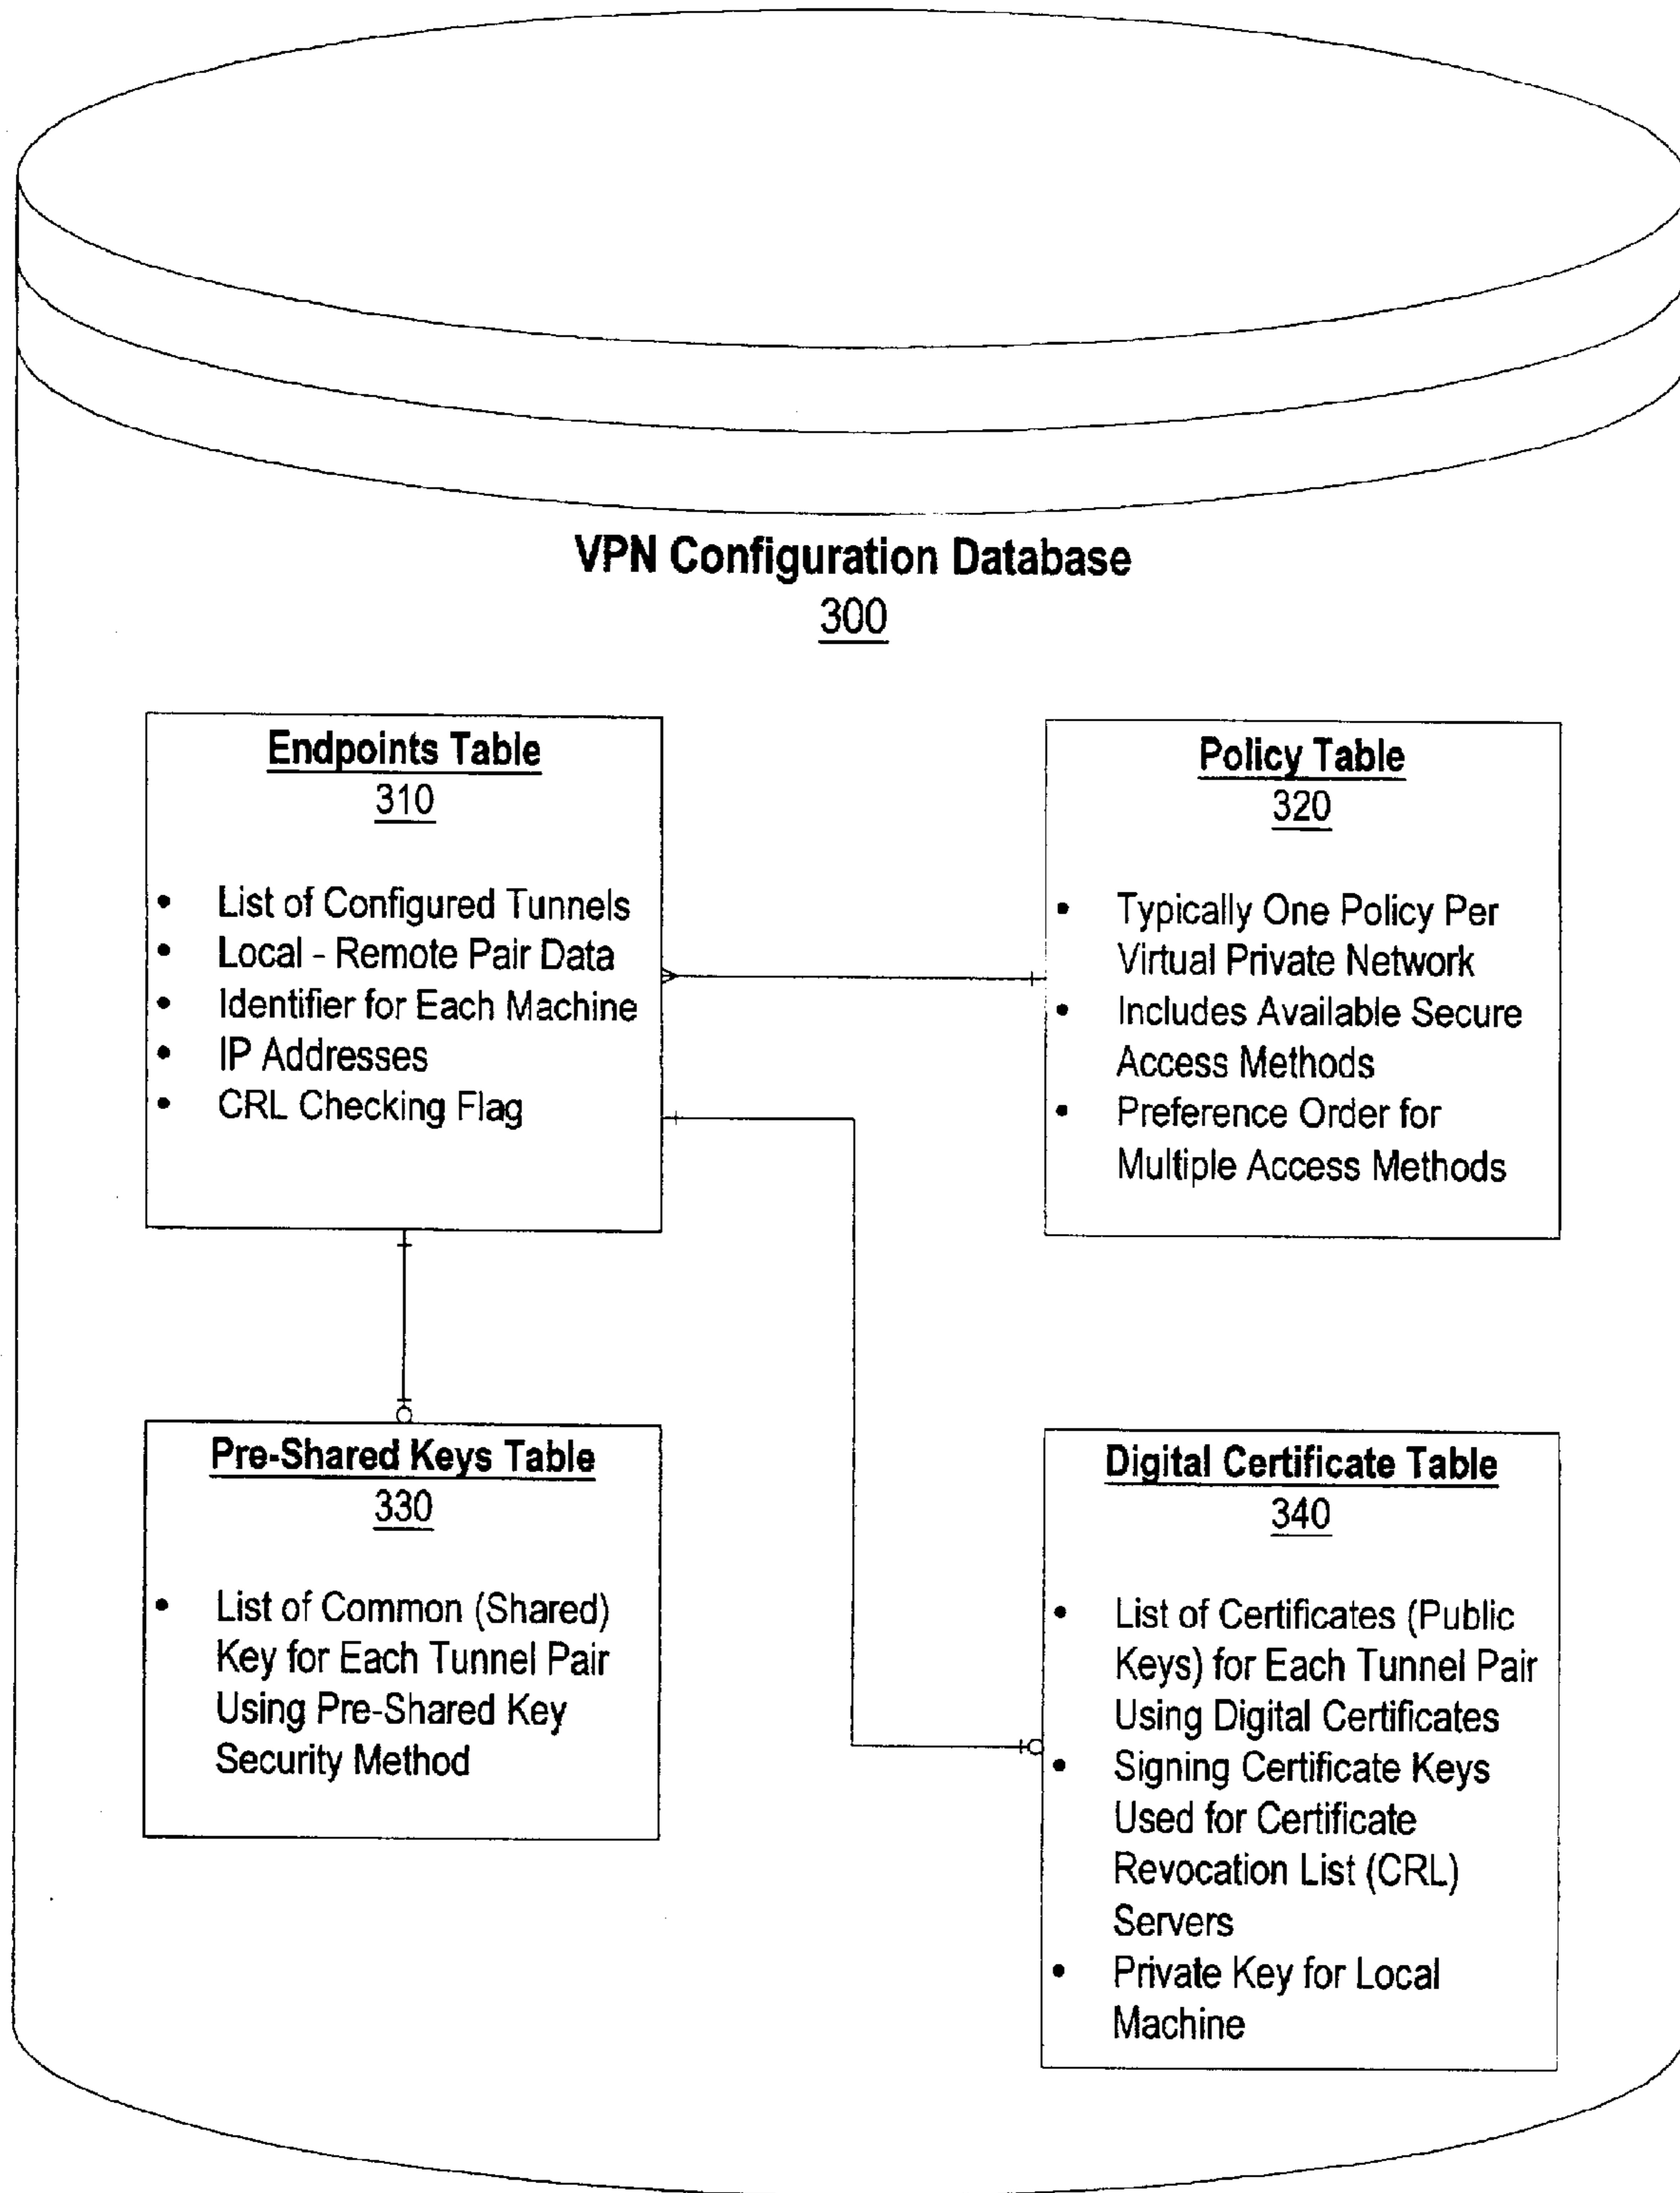 VPN Configuration Database
300
Endpoints Table
310
• List of Configured Tunnels
• Local - Remote Pair Data
• Identifier for Each Machine
• IP Addresses
• CRL Checking Flag
Policy Table
320
• Typically One Policy Per
Virtual Private Network
• Includes Available Secure
Access Methods
• Preference Order for
Multiple Access Methods
Pre-Shared Keys Table
330
• List of Common (Shared)
Key for Each Tunnel Pair
Using Pre-Shared Key
Security Method
Digital Certificate Table
340
• List of Certificates (Public
Keys) for Each Tunnel Pair
Using Digital Certificates
• Signing Certificate Keys
Used for Certificate
Revocation List (CRL)
Servers
• Private Key for Local
Machine